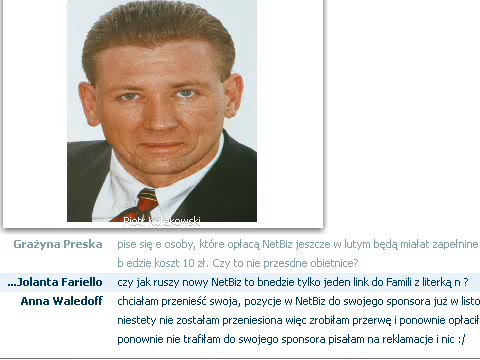 Piotr Kołakowski
Grażyna Preska pise się e osoby, które opłacą NetBiz jeszcze w lutym będą miałat zapełnine
b edzie koszt 10 zł. Czy to nie przesdne obietnice?
...Jolanta Fariello czy jak ruszy nowy NetBiz to bnedzie tylko jeden link do Famili z literką n ?
Anna Waledoff chciałam przenieść swoja, pozycje w NetBiz do swojego sponsora już w listo
niestety nie zostałam przeniesiona więc zrobiłam przerwę i ponownie opłacił
ponownie nie trafiłam do swojego sponsora pisałam na reklamacje i nic :/